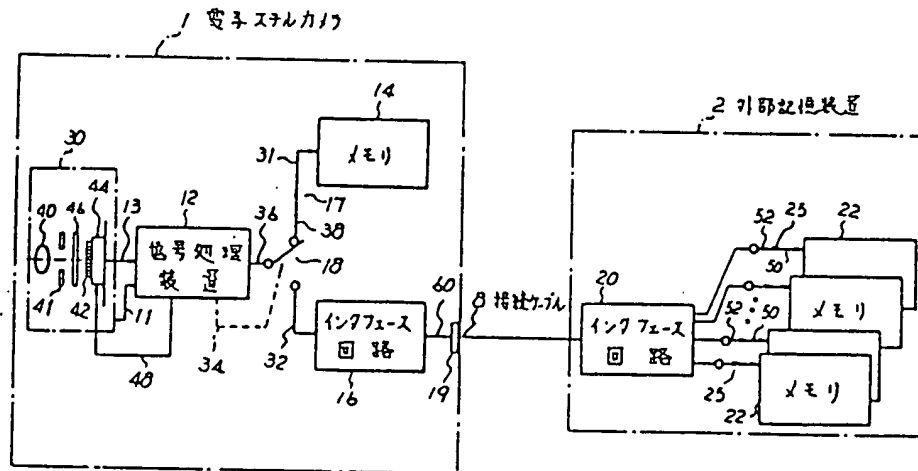 1 電子スチルカメラ
2 外部記憶装置
14
メモリ
30
31
17
40
46
44
13
12
信号処理
装置
36
38
18
41
42
11
48
34
32
インタフェース
回路
16
60
19
3 接続ケーブル
20
インタフェース
回路
52
25
22
50
メモリ
52
50
25
メモリ
22